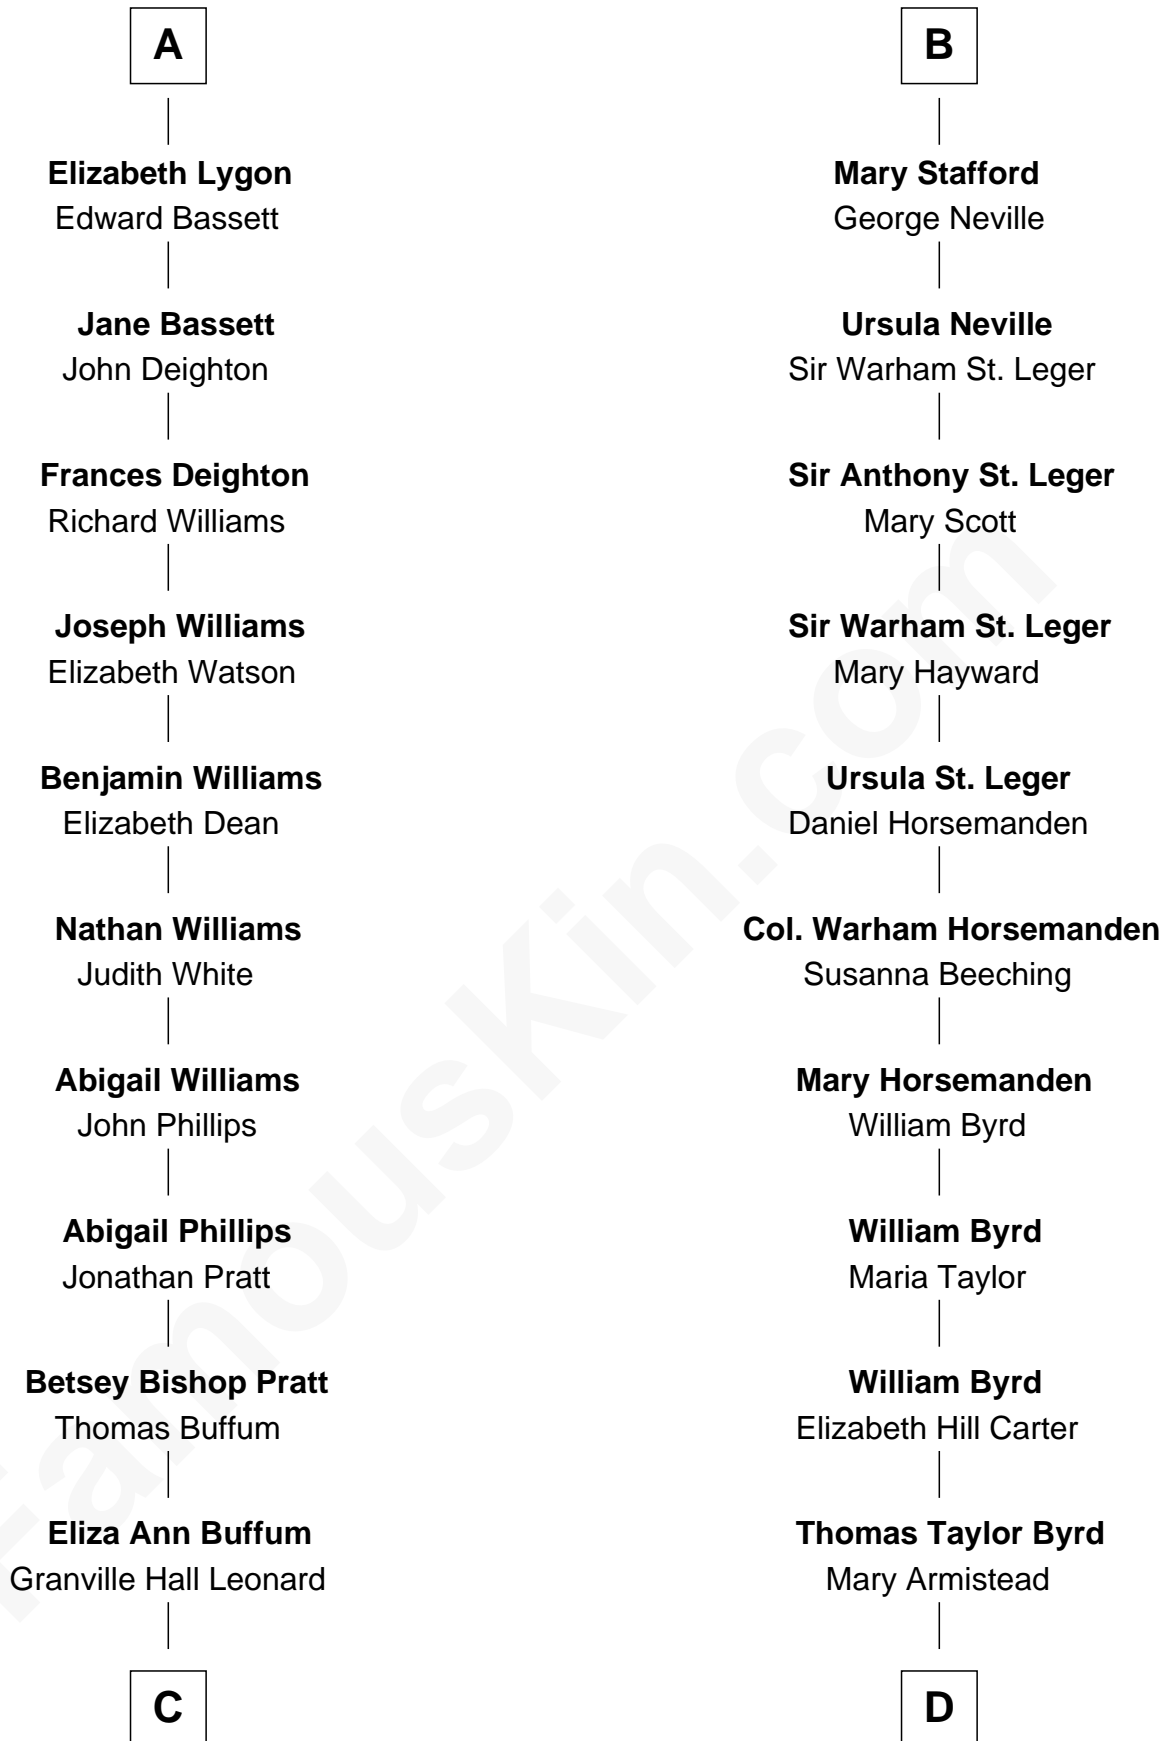 A
Elizabeth Lygon
Edward Bassett
Jane Bassett
John Deighton
Frances Deighton
Richard Williams
Joseph Williams
Elizabeth Watson
Benjamin Williams
Elizabeth Dean
Nathan Williams
Judith White
Abigail Williams
John Phillips
Abigail Phillips
Jonathan Pratt
Betsey Bishop Pratt
Thomas Buffum
Eliza Ann Buffum
Granville Hall Leonard
C
B
Mary Stafford
George Neville
Ursula Neville
Sir Warham St. Leger
Sir Anthony St. Leger
Mary Scott
Sir Warham St. Leger
Mary Hayward
Ursula St. Leger
Daniel Horsemanden
Col. Warham Horsemanden
Susanna Beeching
Mary Horsemanden
William Byrd
William Byrd
Maria Taylor
William Byrd
Elizabeth Hill Carter
Thomas Taylor Byrd
Mary Armistead
D
FamousKin.com